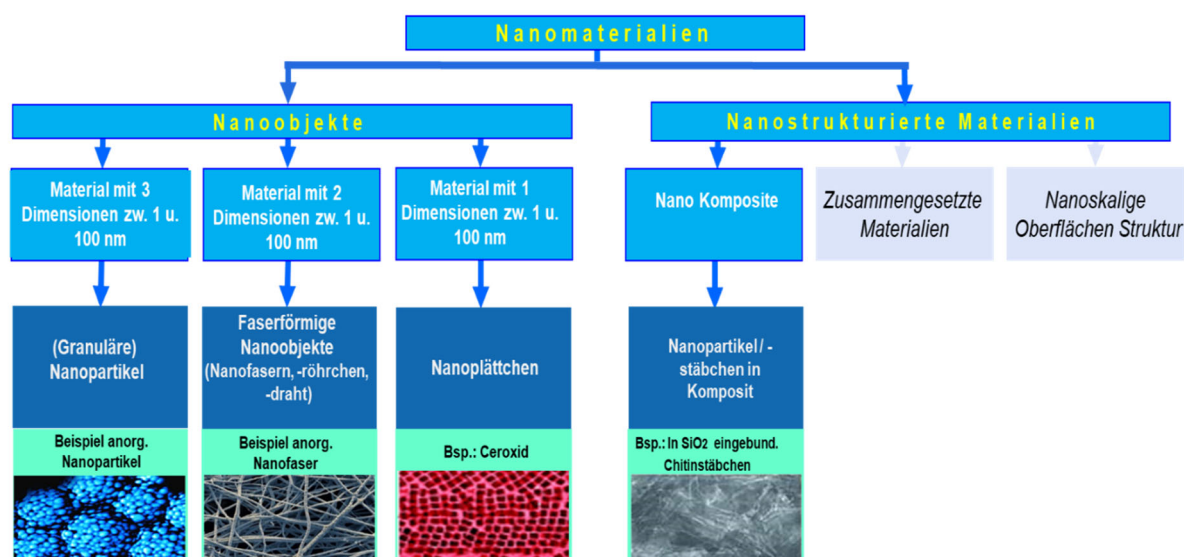 Nanomaterialien
Nanoobjekte
Nanostrukturierte Materialien
Material mit 3
Dimensionen zw. 1 u.
100 nm
Material mit 2
Dimensionen zw. 1 u.
100 nm
Material mit 1
Dimensionen zw. 1 u.
100 nm
Nano Komposite
Zusammengesetzte
Materialien
Nanoskalige
Oberflächen Struktur
(Granuläre)
Nanopartikel
Faserförmige
Nanoobjekte
(Nanofasern, -röhrchen,
-draht)
Nanoplättchen
Nanopartikel / -
stäbchen in
Komposit
Beispiel anorg.
Nanopartikel
Beispiel anorg.
Nanofaser
Bsp.: Ceroxid
Bsp.: In SiO2 eingebund.
Chitinstäbchen